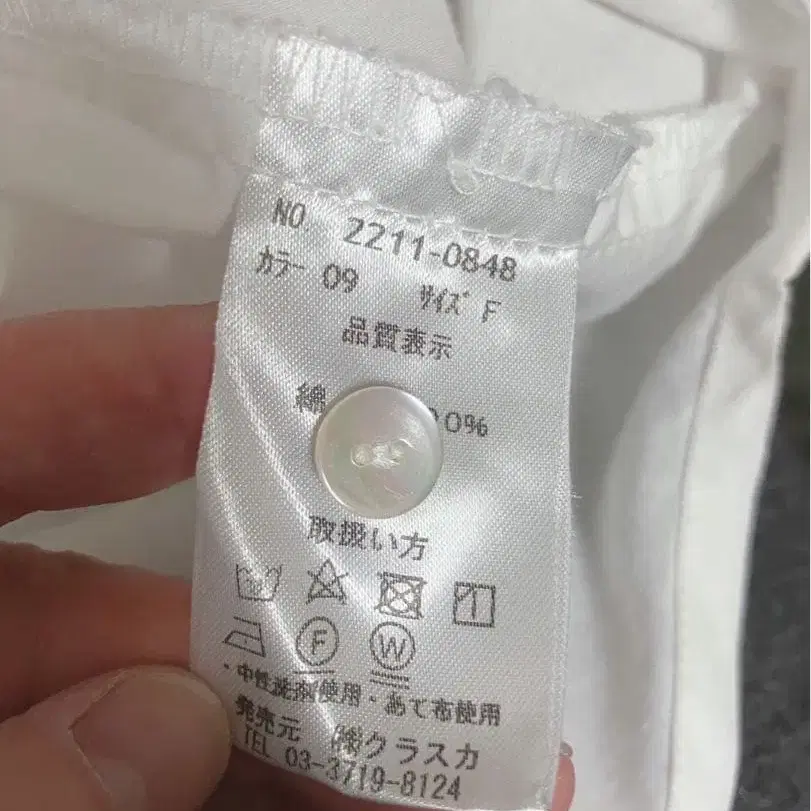 NO 2211-0848
ｶﾗｰ 09 ｻｲｽﾞ F
品質表示
綿 00%
取扱い方
F W
・中性洗剤使用・あて布使用
発売元 ㈱クラスカ
TEL 03-3719-8124